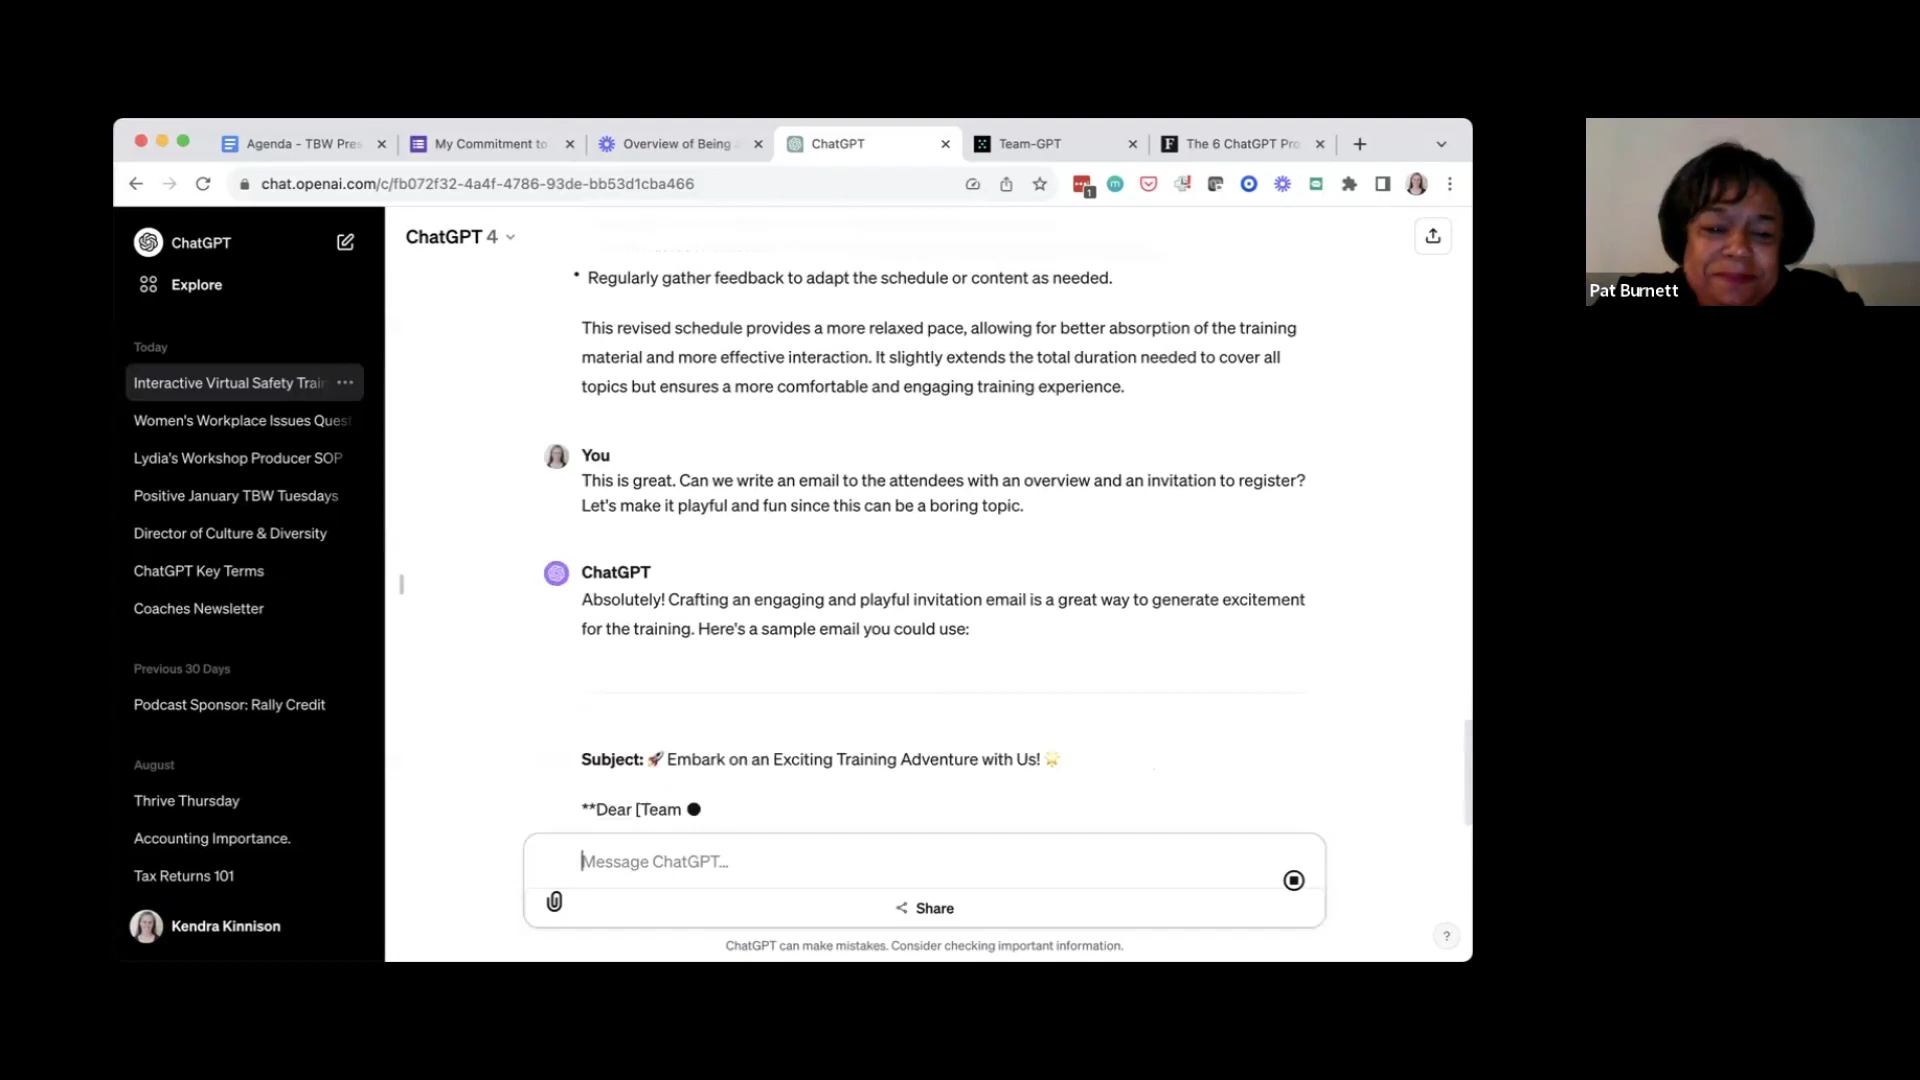 Agenda - TBW Pres
My Commitment to
Overview of Being
ChatGPT
Team-GPT
The 6 ChatGPT Pro
chat.openai.com/c/fb072f32-4a4f-4786-93de-bb53d1cba466
1
ChatGPT
Explore
Today
Interactive Virtual Safety Train
Women's Workplace Issues Quest
Lydia's Workshop Producer SOP
Positive January TBW Tuesdays
Director of Culture & Diversity
ChatGPT Key Terms
Coaches Newsletter
Previous 30 Days
Podcast Sponsor: Rally Credit
August
Thrive Thursday
Accounting Importance.
Tax Returns 101
Kendra Kinnison
ChatGPT 4
• Regularly gather feedback to adapt the schedule or content as needed.
This revised schedule provides a more relaxed pace, allowing for better absorption of the training
material and more effective interaction. It slightly extends the total duration needed to cover all
topics but ensures a more comfortable and engaging training experience.
You
This is great. Can we write an email to the attendees with an overview and an invitation to register?
Let's make it playful and fun since this can be a boring topic.
ChatGPT
Absolutely! Crafting an engaging and playful invitation email is a great way to generate excitement
for the training. Here's a sample email you could use:
Subject: 🚀 Embark on an Exciting Training Adventure with Us! 🌟
**Dear [Team
Message ChatGPT...
Share
ChatGPT can make mistakes. Consider checking important information.
?
Pat Burnett